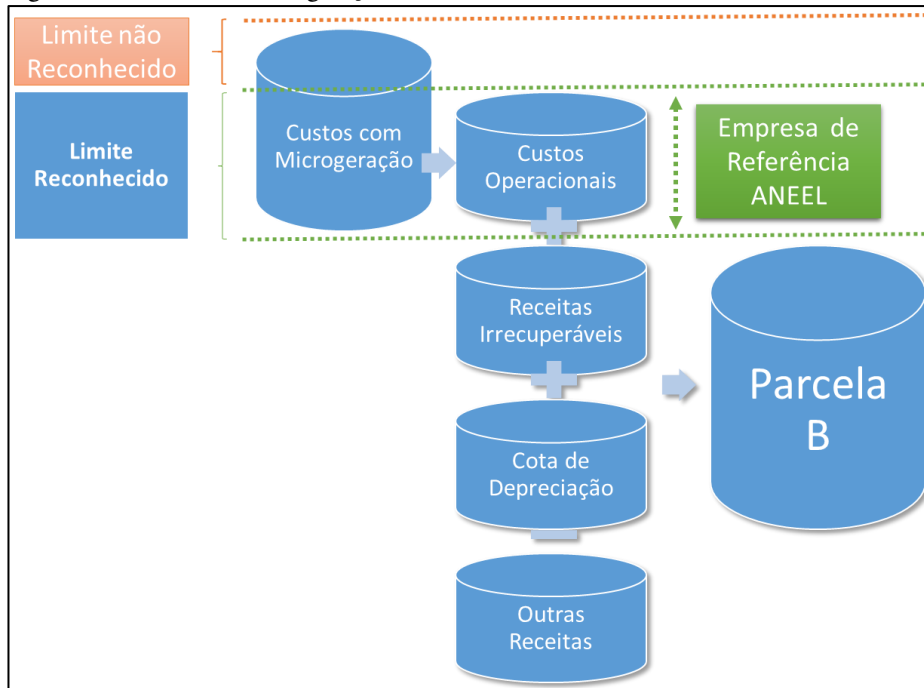 Limite não
Reconhecido
Limite
Reconhecido
Custos com
Microgeração
Custos
Operacionais
Empresa de
Referência
ANEEL
Receitas
Irrecuperáveis
Parcela
B
Cota de
Depreciação
Outras
Receitas